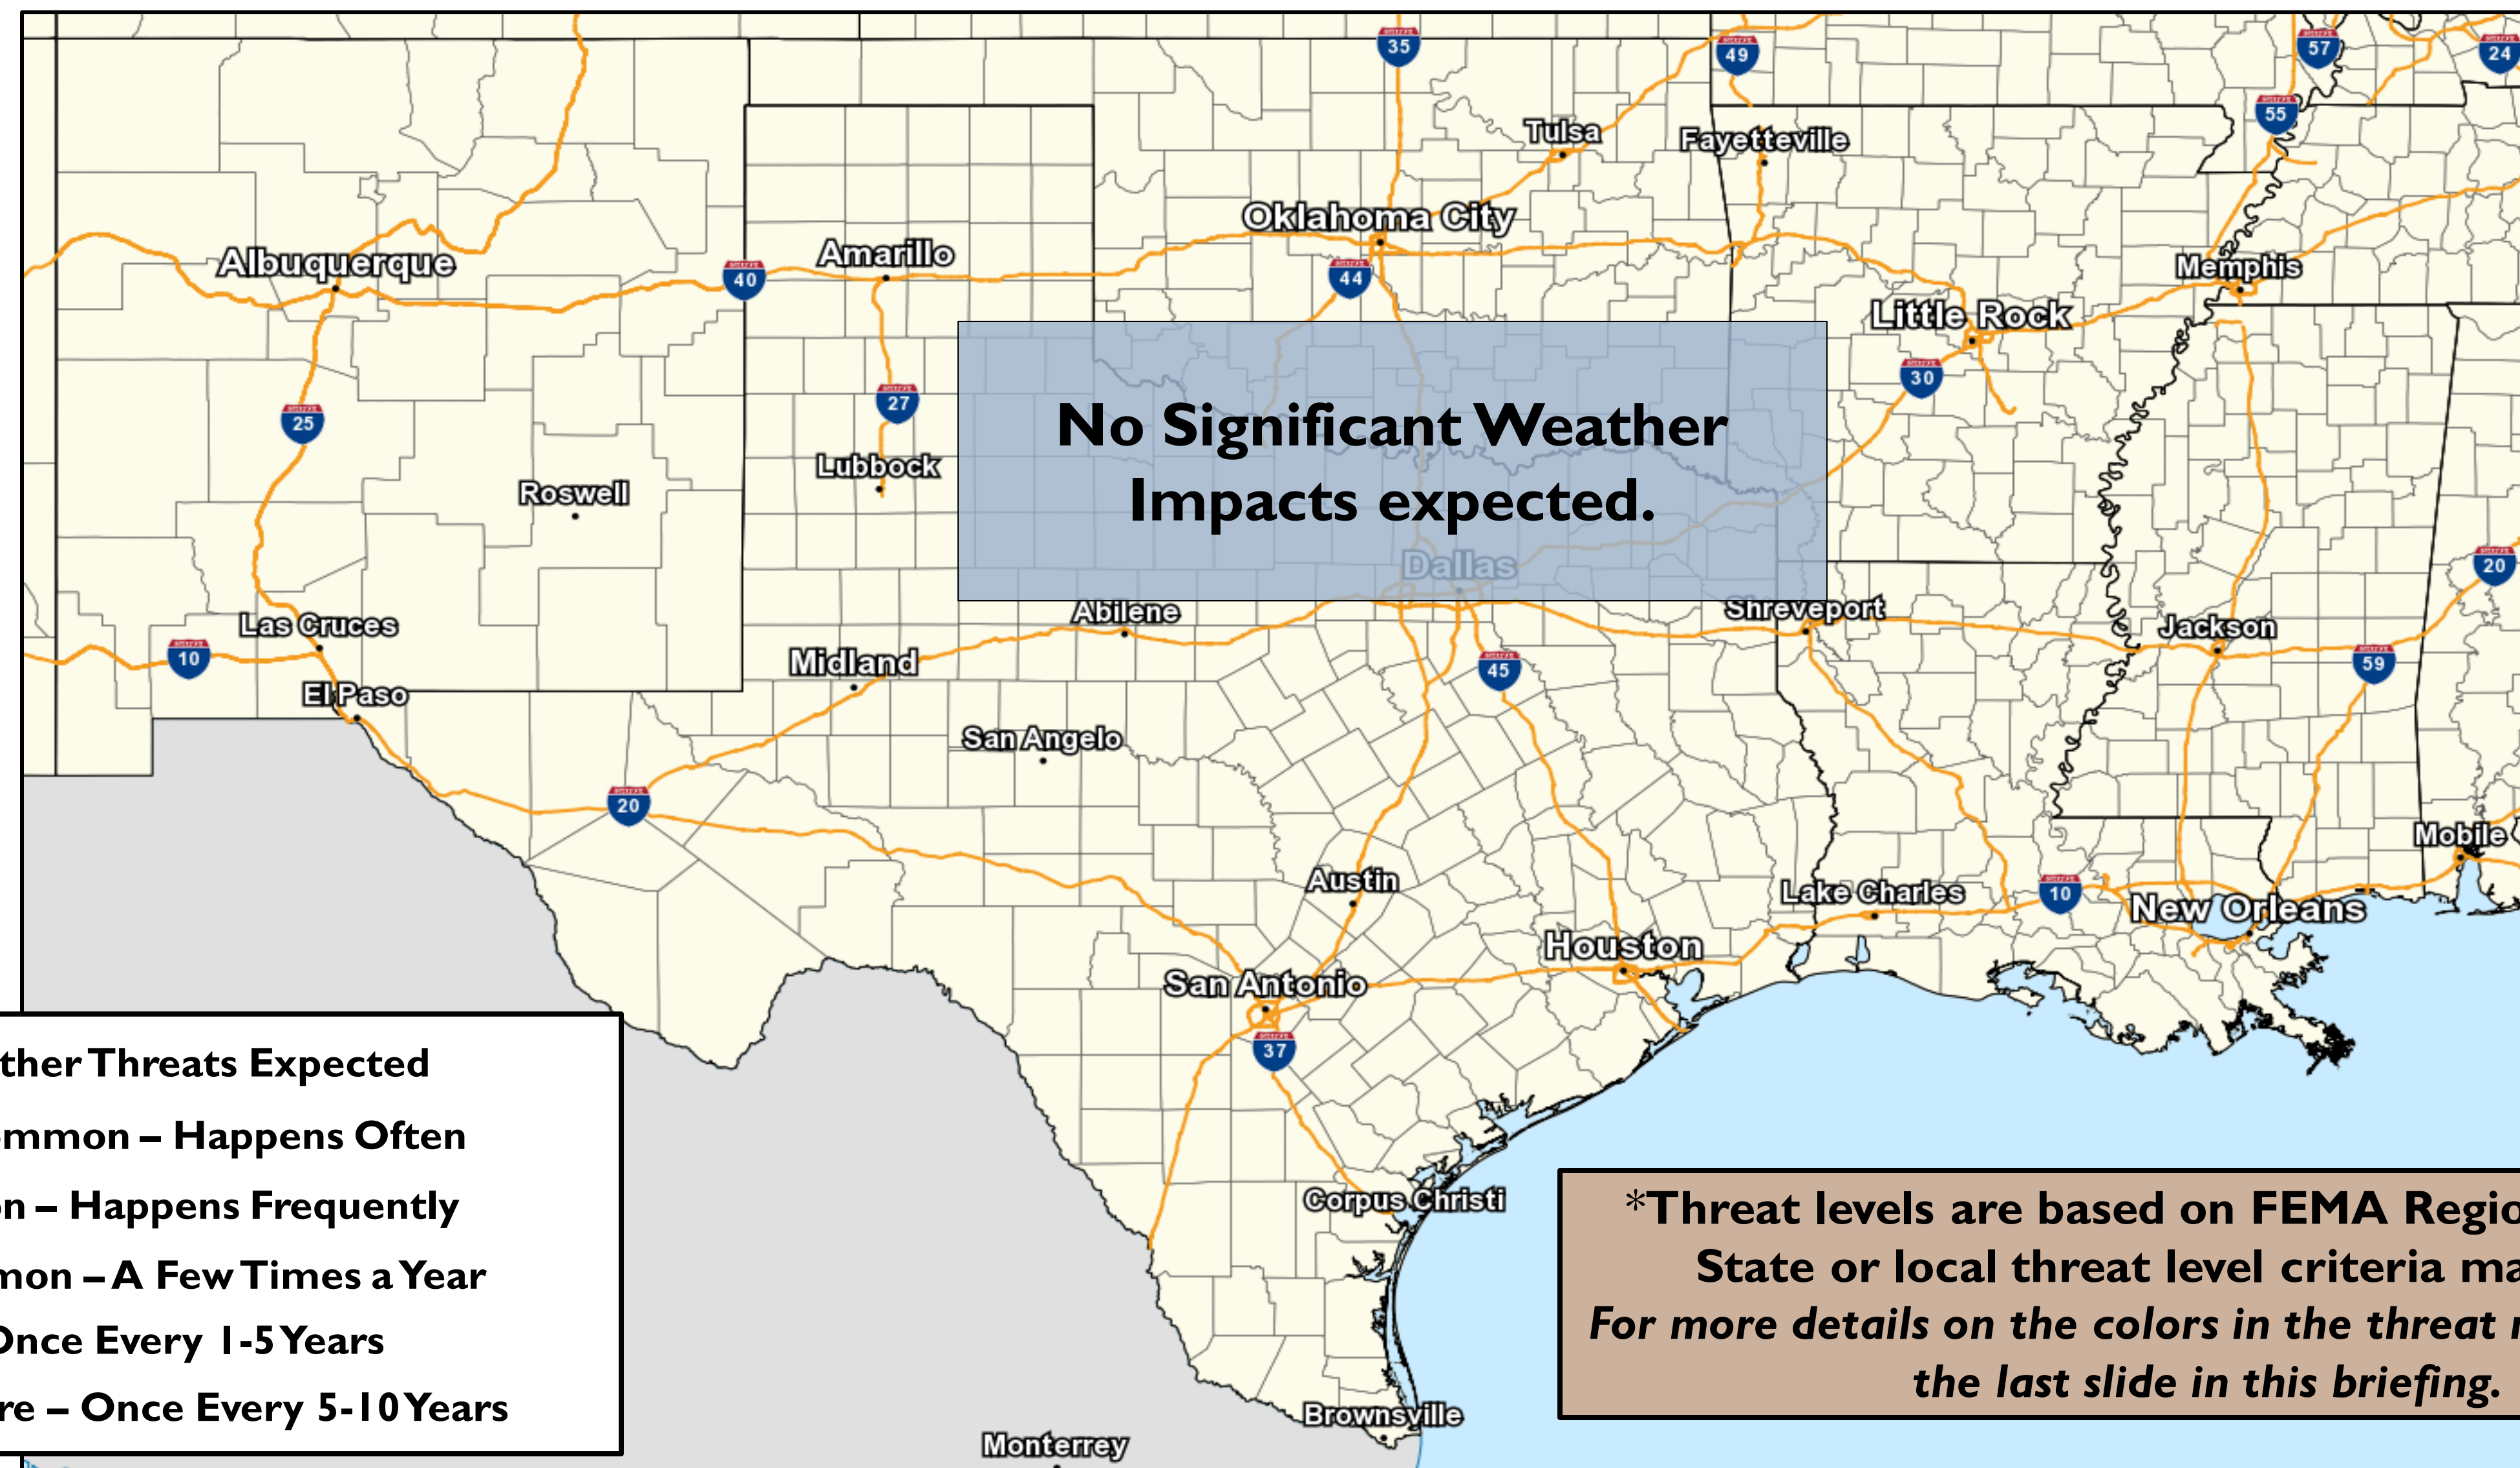 35
49
57
24
55
Tulsa
Fayetteville
Oklahoma City
Albuquerque
Amarillo
40
44
Memphis
Little Rock
30
25
27
No Significant Weather
Impacts expected.
Lubbock
Roswell
Dallas
20
Abilene
Shreveport
Las Cruces
10
Midland
45
Jackson
59
El Paso
San Angelo
20
Mobile
Austin
Lake Charles
10
New Orleans
Houston
San Antonio
37
Corpus Christi
Brownsville
Monterrey
ther Threats Expected
mmon – Happens Often
n – Happens Frequently
mon – A Few Times a Year
Once Every 1-5 Years
re – Once Every 5-10 Years
*Threat levels are based on FEMA Regio
State or local threat level criteria ma
For more details on the colors in the threat
the last slide in this briefing.